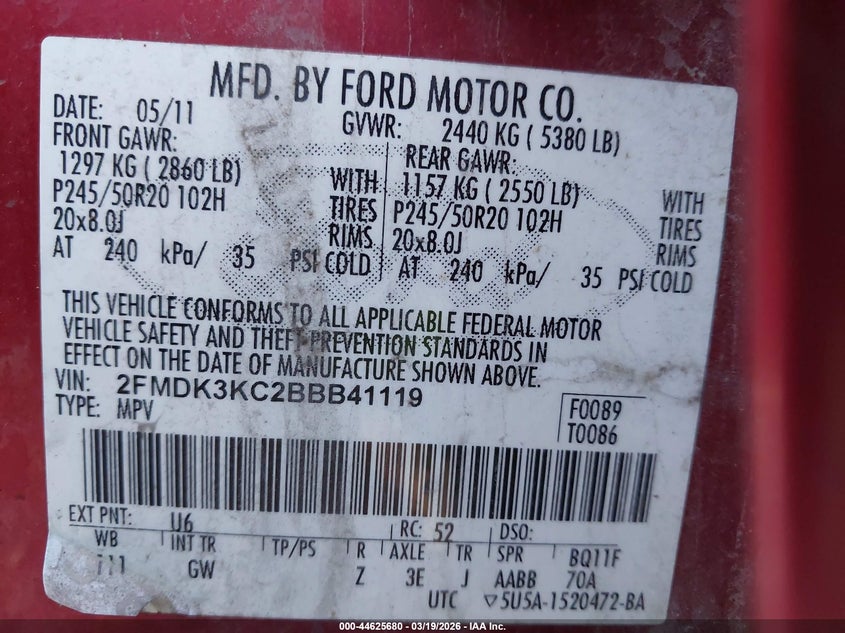 MFD. BY FORD MOTOR CO.
DATE: 05/11
GVWR: 2440 KG ( 5380 LB)
FRONT GAWR:
1297 KG ( 2860 LB)
P245/50R20 102H
20x8.0J
AT 240 kPa/ 35 PSI COLD
WITH
TIRES
RIMS
REAR GAWR:
1157 KG ( 2550 LB)
P245/50R20 102H
20x8.0J
AT 240 kPa/ 35 PSI COLD
WITH
TIRES
RIMS
THIS VEHICLE CONFORMS TO ALL APPLICABLE FEDERAL MOTOR
VEHICLE SAFETY AND THEFT PREVENTION STANDARDS IN
EFFECT ON THE DATE OF MANUFACTURE SHOWN ABOVE.
VIN: 2FMDK3KC2BBB41119
TYPE: MPV
F0089
T0086
EXT PNT: U6 RC: 52 DSO:
WB INT TR TP/PS R AXLE TR SPR BQ11F
GW Z 3E J AABB 70A
UTC ▽5U5A-1520472-BA
000-44625680 - 03/19/2026 - IAA Inc.